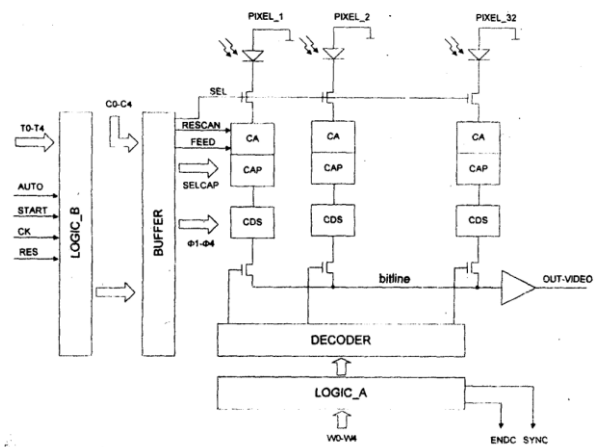 PIXEL_1 PIXEL_2 PIXEL_32
SEL
C0-C4
T0-T4
RESCAN
FEED
CA CA CA
CAP CAP CAP
SELCAP
AUTO
START
CK
RES
LOGIC_B
BUFFER
CDS CDS CDS
Φ1-Φ4
bitline
OUT-VIDEO
DECODER
LOGIC_A
W0-W4
ENDC SYNC